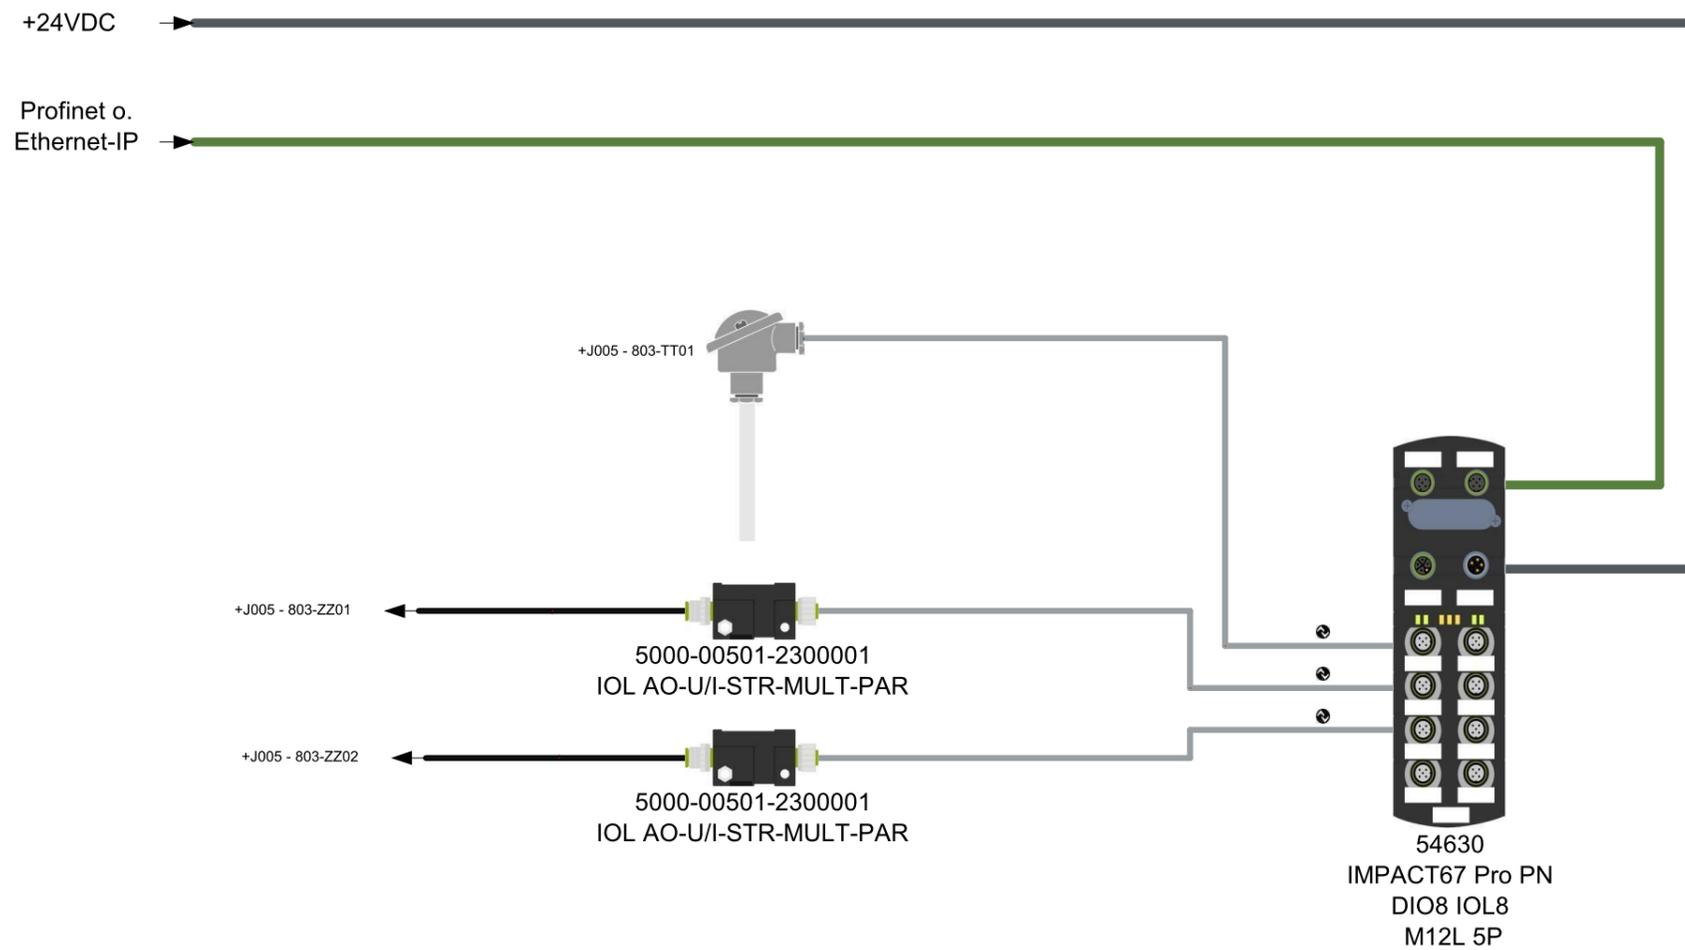 +24VDC
Profinet o.
Ethernet-IP
+J005 - 803-TT01
+J005 - 803-ZZ01
5000-00501-2300001
IOL AO-U/I-STR-MULT-PAR
+J005 - 803-ZZ02
5000-00501-2300001
IOL AO-U/I-STR-MULT-PAR
54630
IMPACT67 Pro PN
DIO8 IOL8
M12L 5P